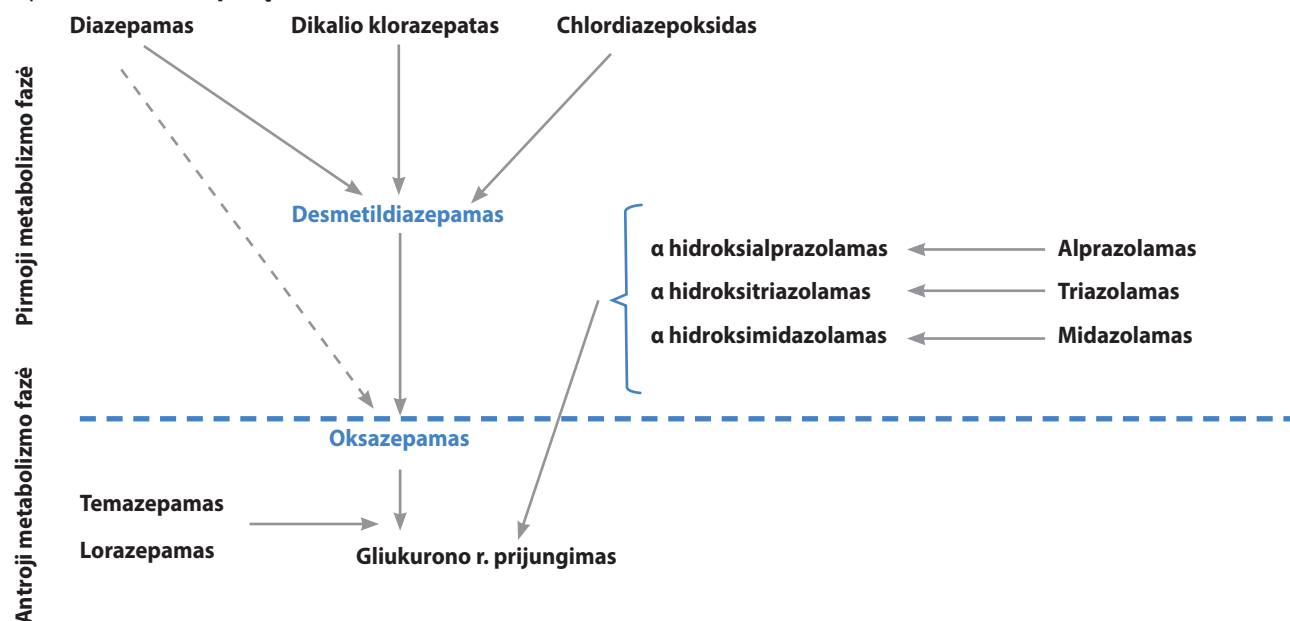 Diazepamas
Dikalio klorazepatas
Chlordiazepoksidas
Pirmoji metabolizmo fazė
Desmetildiazepamas
α hidroksialprazolamas
Alprazolamas
α hidroksitriazolamas
Triazolamas
α hidroksimidazolamas
Midazolamas
Antroji metabolizmo fazė
Oksazepamas
Temazepamas
Lorazepamas
Gliukurono r. prijungimas